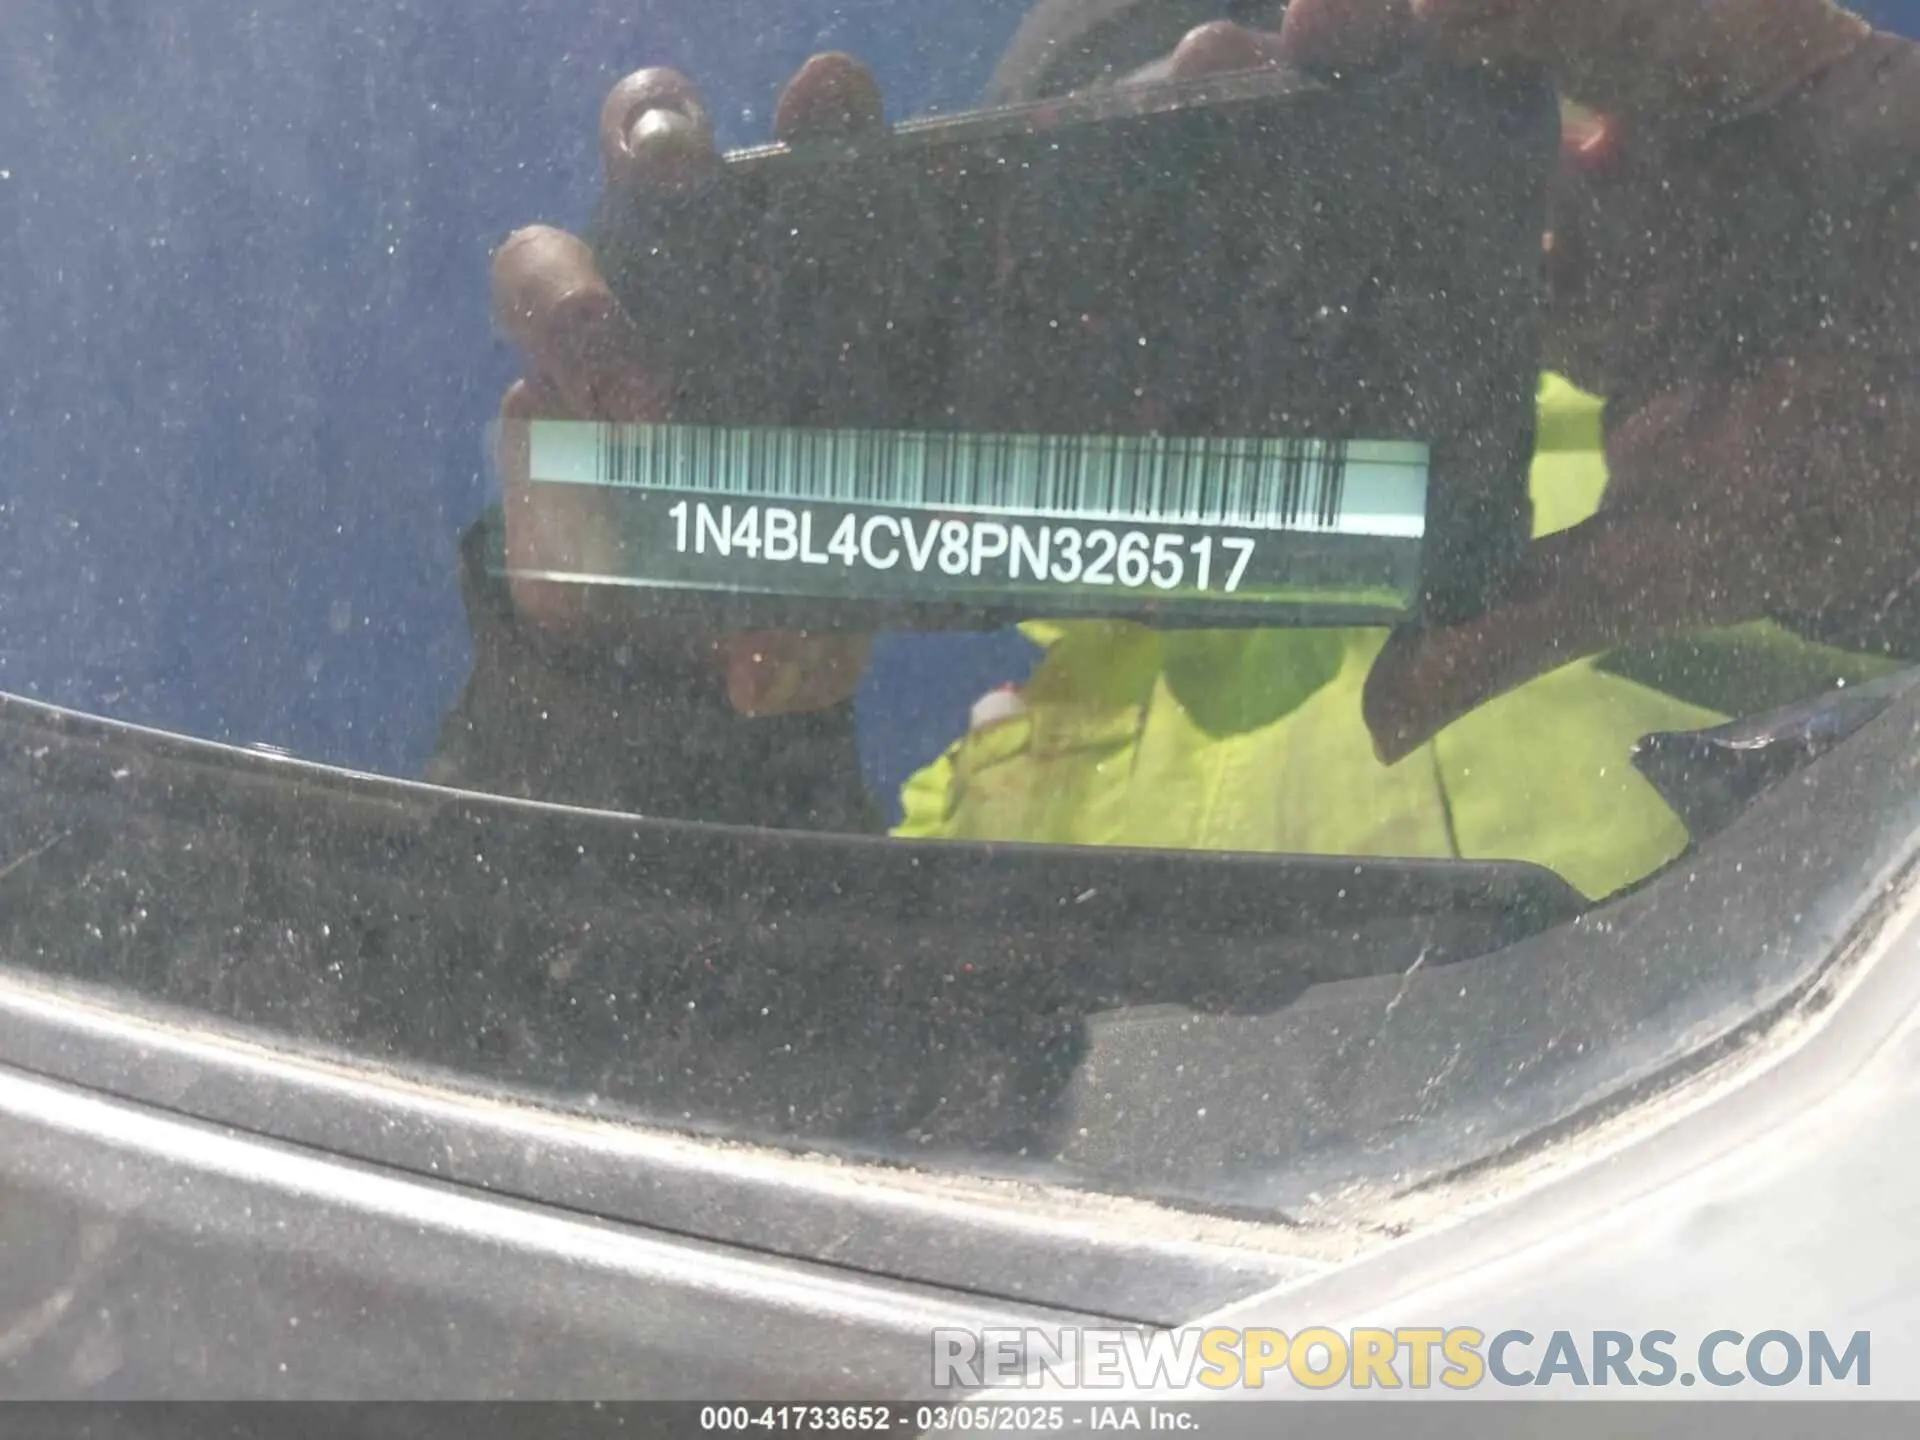 1N4BL4CV8PN326517
RENEWSPORTSCARS.COM
000-41733652 - 03/05/2025 - IAA Inc.